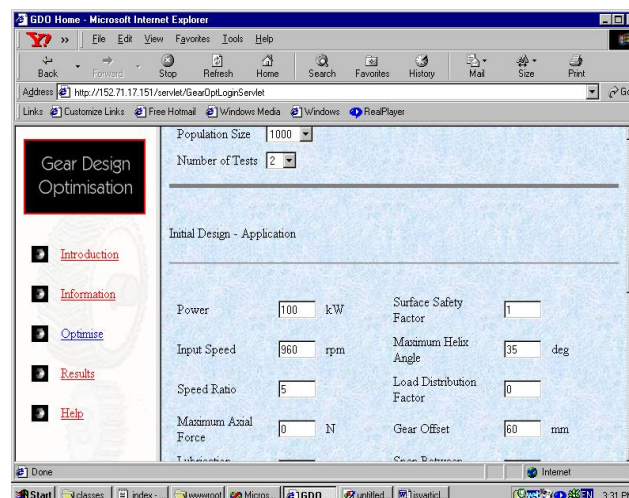 GDO Home - Microsoft Internet Explorer
File Edit View Favorites Tools Help
Back Forward Stop Refresh Home Search Favorites History Mail Size Print
Address http://152.71.17.151/servlet/GearOptLoginServlet Go
Links Customize Links Free Hotmail Windows Media Windows RealPlayer
Gear Design
Optimisation
Introduction
Information
Optimise
Results
Help
Population Size 1000
Number of Tests 2
Initial Design - Application
Power 100 kW Surface Safety Factor 1
Input Speed 960 rpm Maximum Helix Angle 35 deg
Speed Ratio 5 Load Distribution Factor 0
Maximum Axial Force 0 N Gear Offset 60 mm
Lubrication Span Between
Done Internet
Start classes index - wwwroot Micros... GDO untitled 3:31 PM